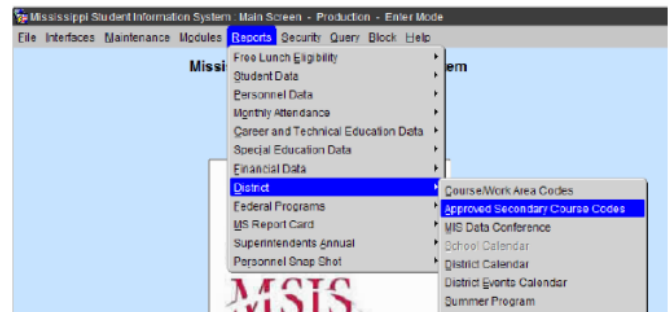 Mississippi Student Information System : Main Screen - Production - Enter Mode
File Interfaces Maintenance Modules Reports Security Query Block Help
Missi em
Free Lunch Eligibility
Student Data
Personnel Data
Monthly Attendance
Career and Technical Education Data
Special Education Data
Financial Data
District
Federal Programs
MS Report Card
Superintendents Annual
Personnel Snap Shot
Course/Work Area Codes
Approved Secondary Course Codes
MIS Data Conference
School Calendar
District Calendar
District Events Calendar
Summer Program
MSIS